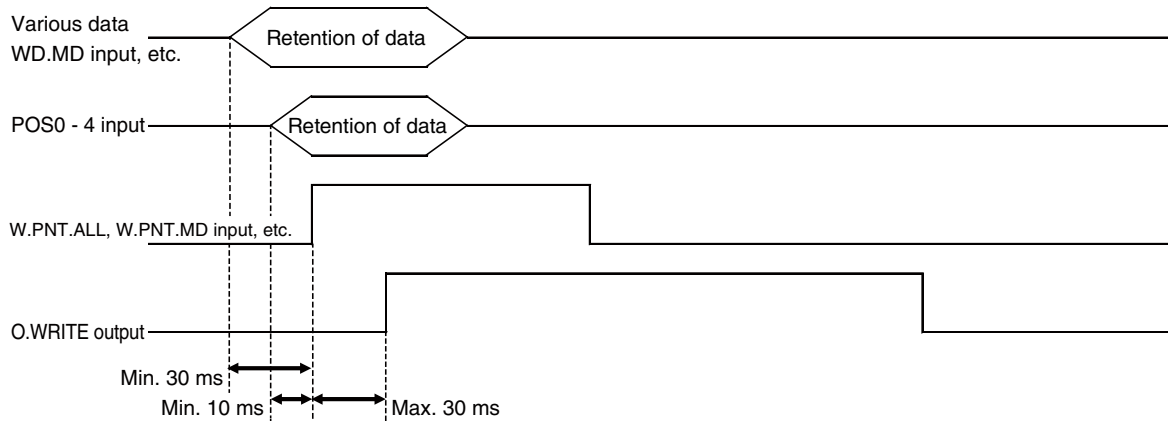 Various data
WD.MD input, etc.
Retention of data
POS0 - 4 input
Retention of data
W.PNT.ALL, W.PNT.MD input, etc.
O.WRITE output
Min. 30 ms
Min. 10 ms
Max. 30 ms